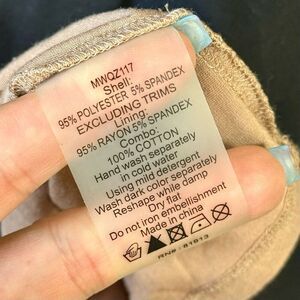 MWQZ117
Shell:
95% POLYESTER 5% SPANDEX
EXCLUDING TRIMS
Lining:
95% RAYON 5% SPANDEX
Combo:
100% COTTON
Hand wash separately
in cold water
Using mild detergent
Wash dark color separately
Reshape while damp
Dry flat
Do not iron embellishment
MADE IN CHINA
RN#: 81913